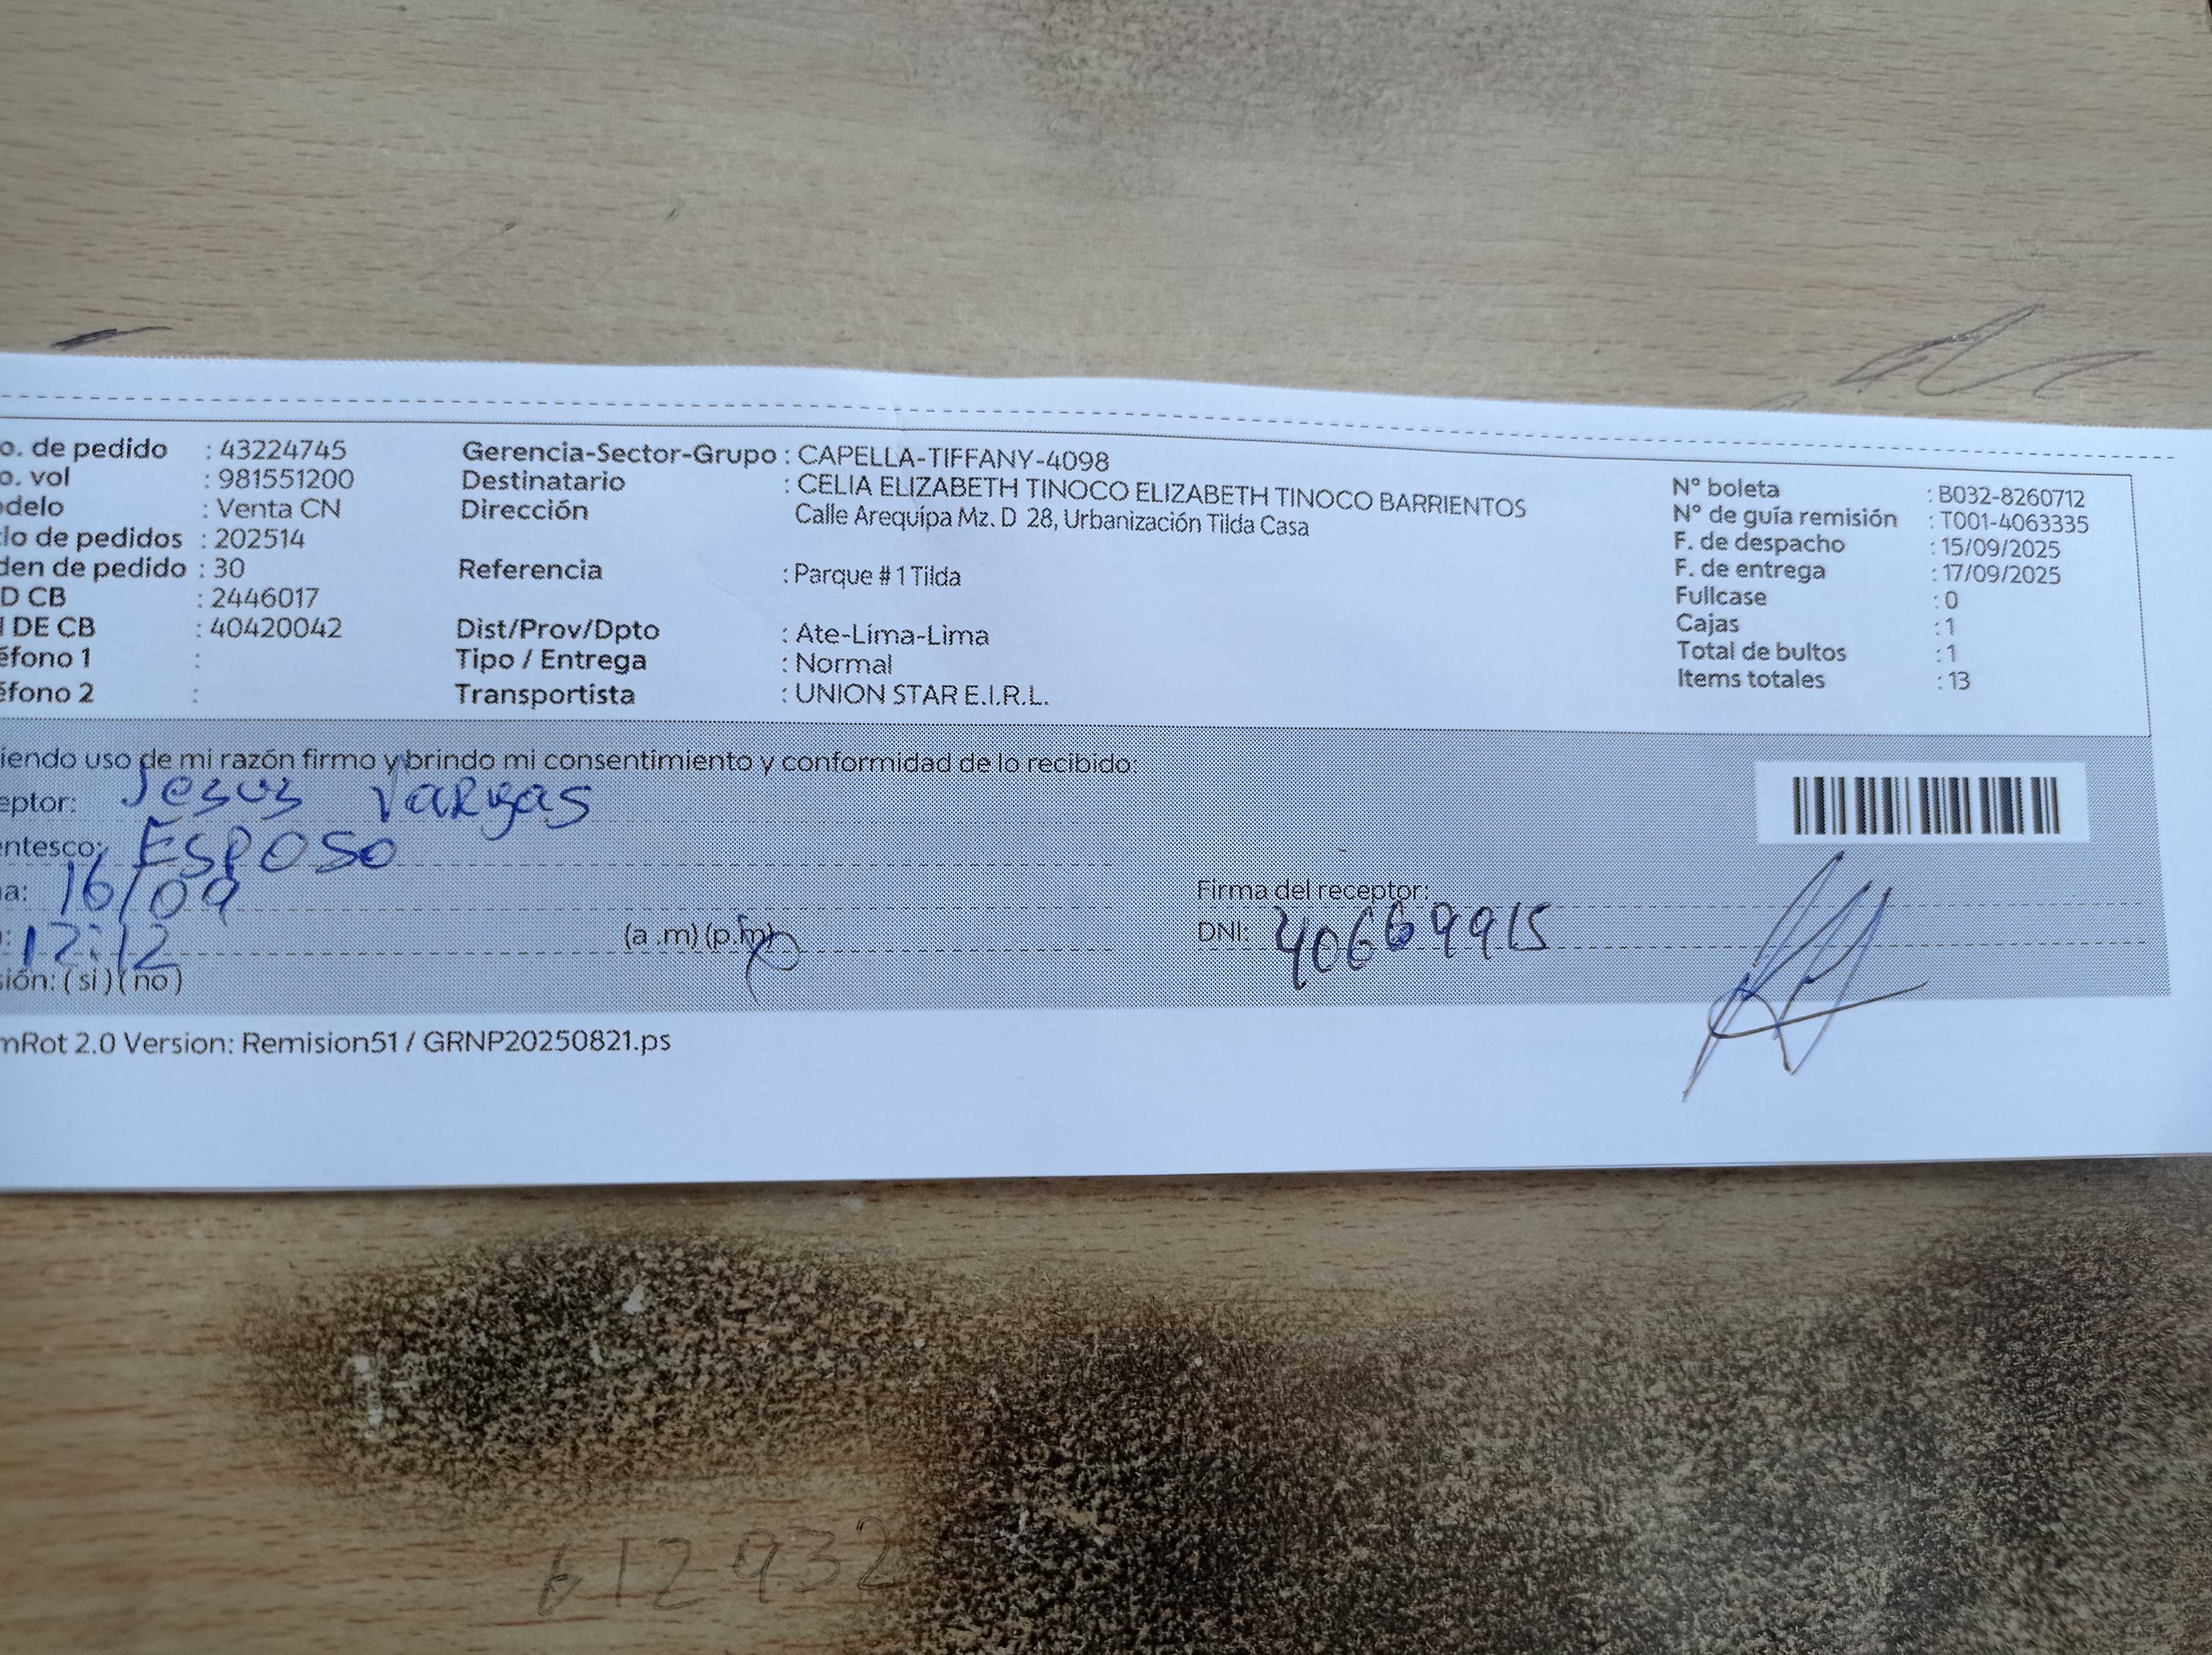 o. de pedido : 43224745 Gerencia-Sector-Grupo : CAPELLA-TIFFANY-4098
o. vol : 981551200 Destinatario : CELIA ELIZABETH TINOCO ELIZABETH TINOCO BARRIENTOS Nº boleta : B032-8260712
delo : Venta CN Dirección Calle Arequipa Mz. D 28, Urbanización Tilda Casa Nº de guía remisión : T001-4063335
lo de pedidos : 202514 F. de despacho : 15/09/2025
den de pedido : 30 Referencia : Parque # 1 Tilda F. de entrega : 17/09/2025
D CB : 2446017 Fullcase : 0
I DE CB : 40420042 Dist/Prov/Dpto : Ate-Lima-Lima Cajas : 1
éfono 1 : Tipo / Entrega : Normal Total de bultos : 1
éfono 2 : Transportista : UNION STAR E.I.R.L. Items totales : 13
iendo uso de mi razón firmo y brindo mi consentimiento y conformidad de lo recibido:
eptor: Jesus Vargas
entesco: Esposo
a: 16/09 Firma del receptor:
: 12:12 (a .m) (p.m) DNI: 40669915
sión: ( si ) ( no )
mRot 2.0 Version: Remision51 / GRNP20250821.ps
612932